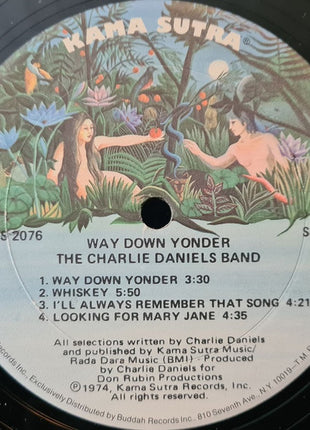 KAMA SUTRA®
S 2076
S
WAY DOWN YONDER
THE CHARLIE DANIELS BAND
1. WAY DOWN YONDER 3:30
2. WHISKEY 5:50
3. I'LL ALWAYS REMEMBER THAT SONG 4:21
4. LOOKING FOR MARY JANE 4:35
All selections written by Charlie Daniels
and published by Kama Sutra Music/
Rada Dara Music (BMI) - Produced
by Charlie Daniels for
Don Rubin Productions
℗1974, Kama Sutra Records, Inc.
All rights reserved.
Records Inc. Exclusively Distributed by Buddah Records Inc. 810 Seventh Ave., N.Y. 10019 - T.M.